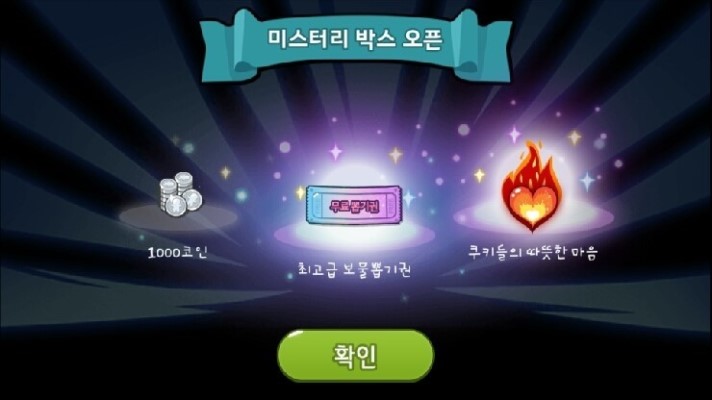 미스터리 박스 오픈
무료뽑기권
1000코인
최고급 보물뽑기권
쿠키들의 따뜻한 마음
확인